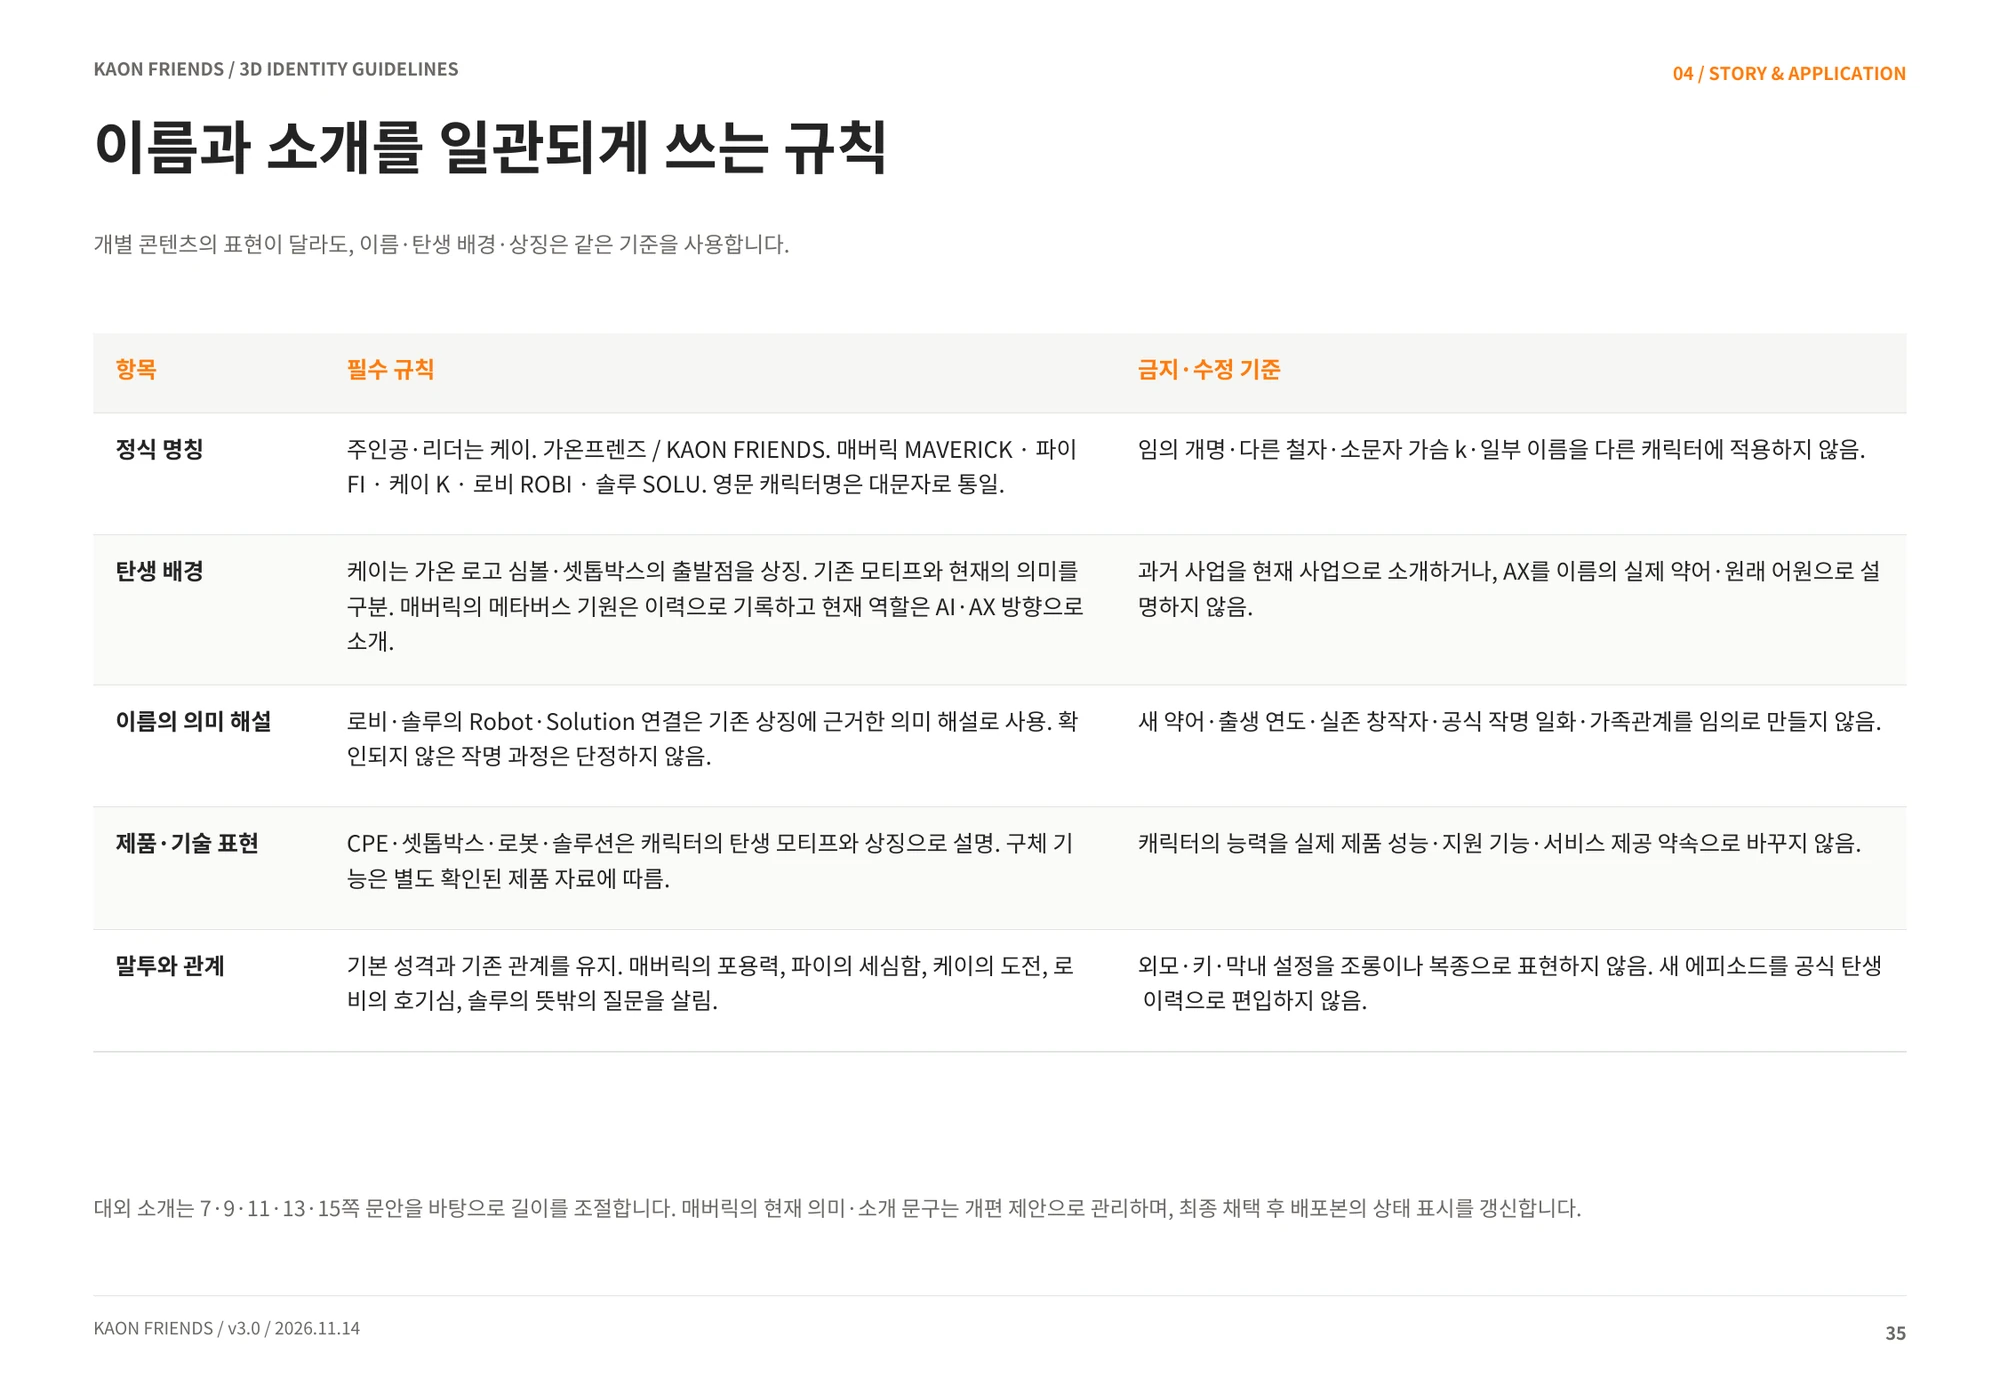 KAON FRIENDS / 3D IDENTITY GUIDELINES
04 / STORY & APPLICATION
이름과 소개를 일관되게 쓰는 규칙
개별 콘텐츠의 표현이 달라도, 이름·탄생 배경·상징은 같은 기준을 사용합니다.
항목
필수 규칙
금지·수정 기준
정식 명칭
주인공·리더는 케이. 가온프렌즈 / KAON FRIENDS. 매버릭 MAVERICK · 파이
FI · 케이 K · 로비 ROBI · 솔루 SOLU. 영문 캐릭터명은 대문자로 통일.
임의 개명·다른 철자·소문자 가슴 k·일부 이름을 다른 캐릭터에 적용하지 않음.
탄생 배경
케이는 가온 로고 심볼·셋톱박스의 출발점을 상징. 기존 모티프와 현재의 의미를
구분. 매버릭의 메타버스 기원은 이력으로 기록하고 현재 역할은 AI·AX 방향으로
소개.
과거 사업을 현재 사업으로 소개하거나, AX를 이름의 실제 약어·원래 어원으로 설
명하지 않음.
이름의 의미 해설
로비·솔루의 Robot·Solution 연결은 기존 상징에 근거한 의미 해설로 사용. 확
인되지 않은 작명 과정은 단정하지 않음.
새 약어·출생 연도·실존 창작자·공식 작명 일화·가족관계를 임의로 만들지 않음.
제품·기술 표현
CPE·셋톱박스·로봇·솔루션은 캐릭터의 탄생 모티프와 상징으로 설명. 구체 기
능은 별도 확인된 제품 자료에 따름.
캐릭터의 능력을 실제 제품 성능·지원 기능·서비스 제공 약속으로 바꾸지 않음.
말투와 관계
기본 성격과 기존 관계를 유지. 매버릭의 포용력, 파이의 세심함, 케이의 도전, 로
비의 호기심, 솔루의 뜻밖의 질문을 살림.
외모·키·막내 설정을 조롱이나 복종으로 표현하지 않음. 새 에피소드를 공식 탄생
이력으로 편입하지 않음.
대외 소개는 7·9·11·13·15쪽 문안을 바탕으로 길이를 조절합니다. 매버릭의 현재 의미·소개 문구는 개편 제안으로 관리하며, 최종 채택 후 배포본의 상태 표시를 갱신합니다.
KAON FRIENDS / v3.0 / 2026.11.14
35